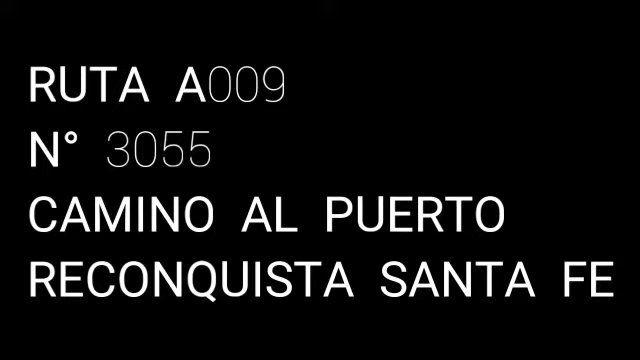 RUTA A009
N° 3055
CAMINO AL PUERTO
RECONQUISTA SANTA FE